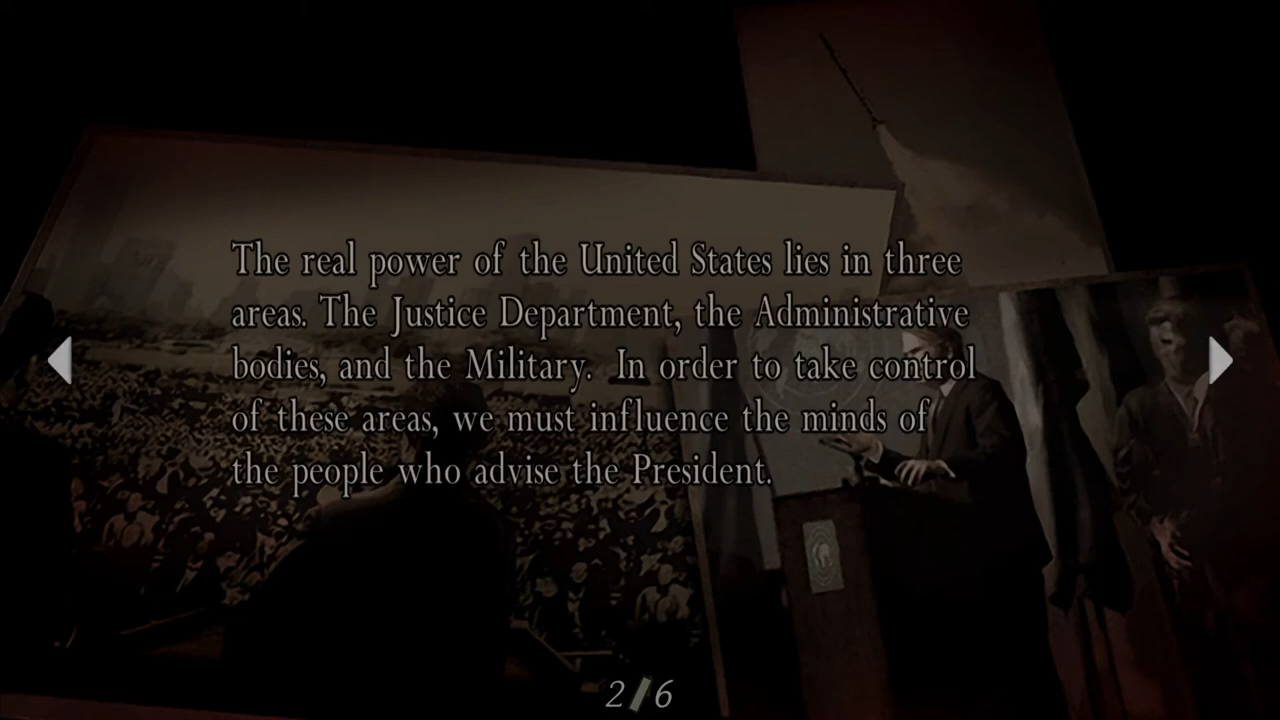 The real power of the United States lies in three
areas. The Justice Department, the Administrative
bodies, and the Military.  In order to take control
of these areas, we must influence the minds of
the people who advise the President.
2/6